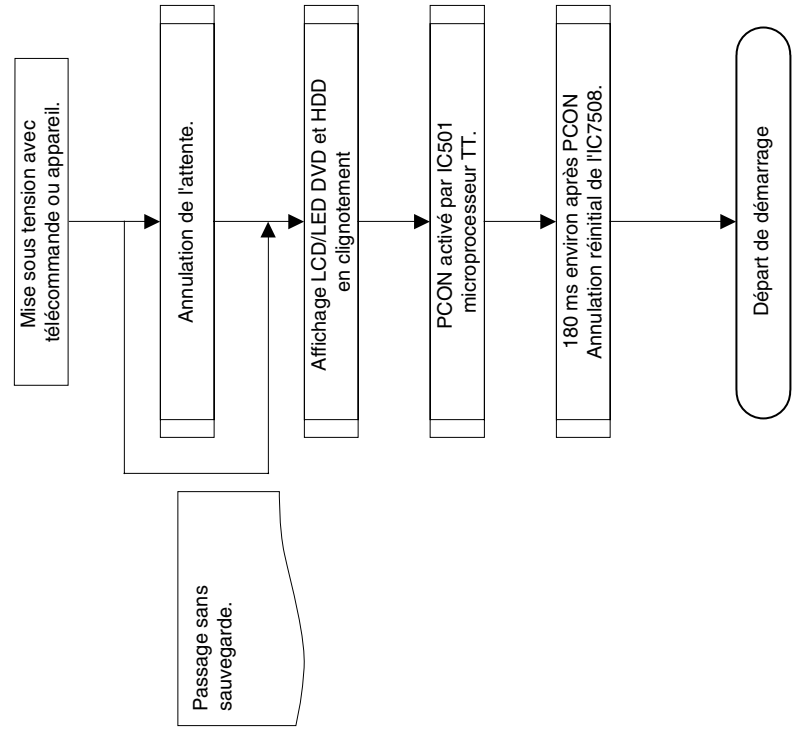 Mise sous tension avec
télécommande ou appareil.
Annulation de l'attente.
Passage sans
sauvegarde.
Affichage LCD/LED DVD et HDD
en clignotement
PCON activé par IC501
microprocesseur TT.
180 ms environ après PCON
Annulation réinitial de l'IC7508.
Départ de démarrage